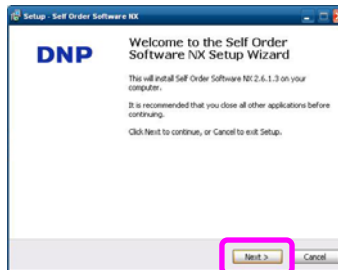 Setup - Self Order Software NX
DNP
Welcome to the Self Order
Software NX Setup Wizard
This will install Self Order Software NX 2.6.1.3 on your
computer.
It is recommended that you close all other applications before
continuing.
Click Next to continue, or Cancel to exit Setup.
Next >
Cancel